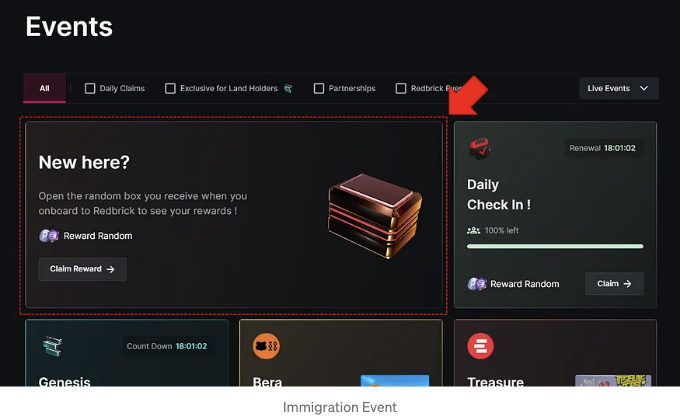 Events
All
Daily Claims
Exclusive for Land Holders
Partnerships
Redbrick
Live Events
New here?
Open the random box you receive when you
onboard to Redbrick to see your rewards !
Reward Random
Claim Reward →
Renewal 18:01:02
Daily
Check In !
100% left
Reward Random
Claim →
Count Down 18:01:02
Genesis
Bera
Treasure
Immigration Event